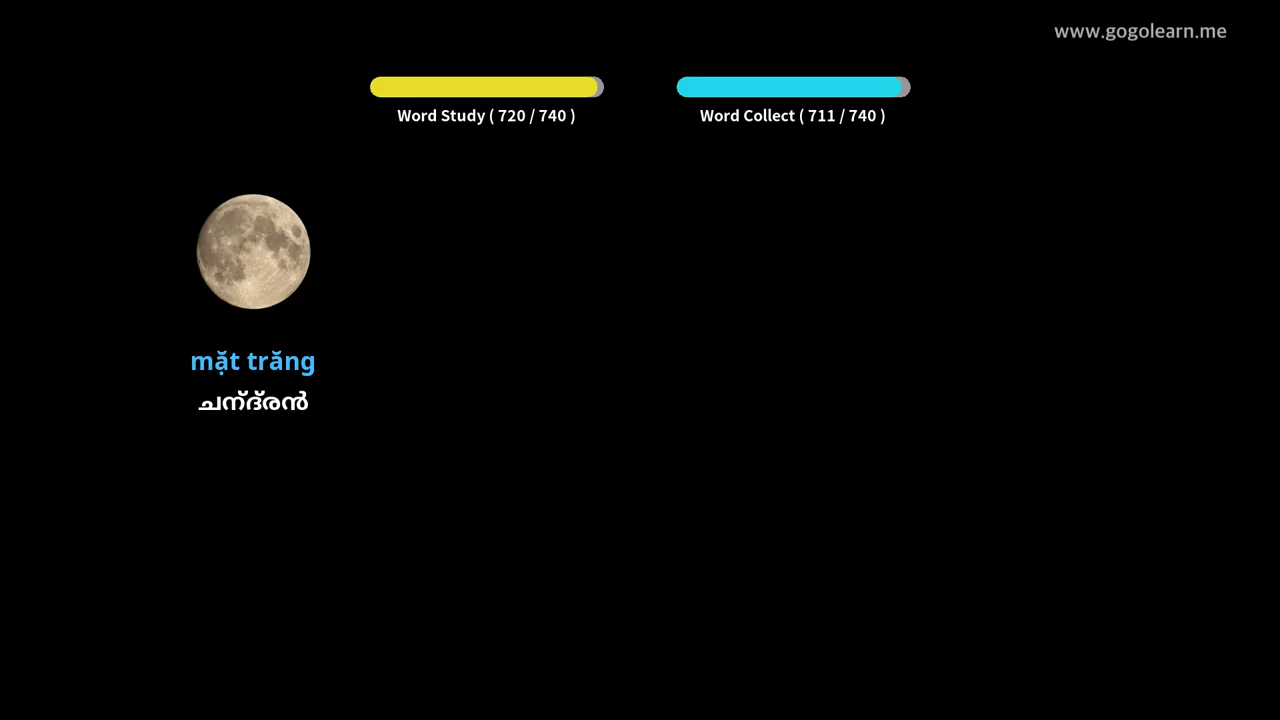 www.gogolearn.me
Word Study ( 720 / 740 )
Word Collect ( 711 / 740 )
mặt trăng
ചന്ദ്രൻ